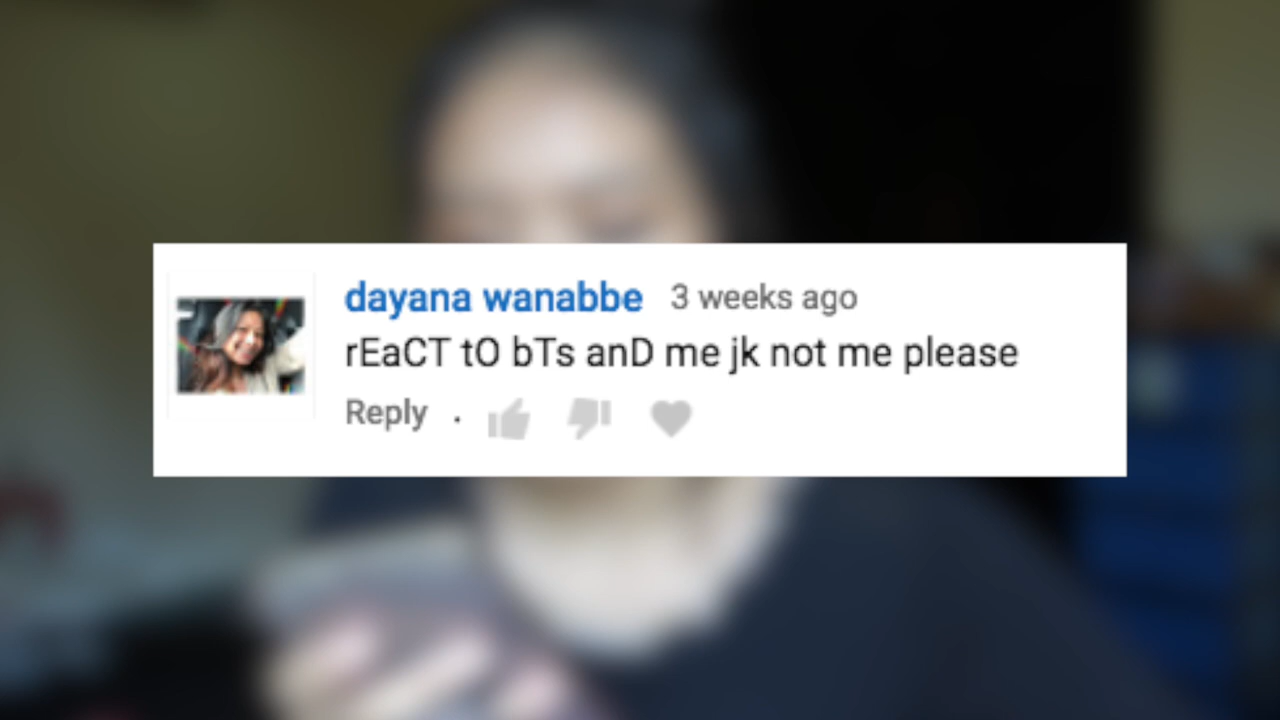 dayana wanabbe 3 weeks ago
rEaCT tO bTs anD me jk not me please
Reply .